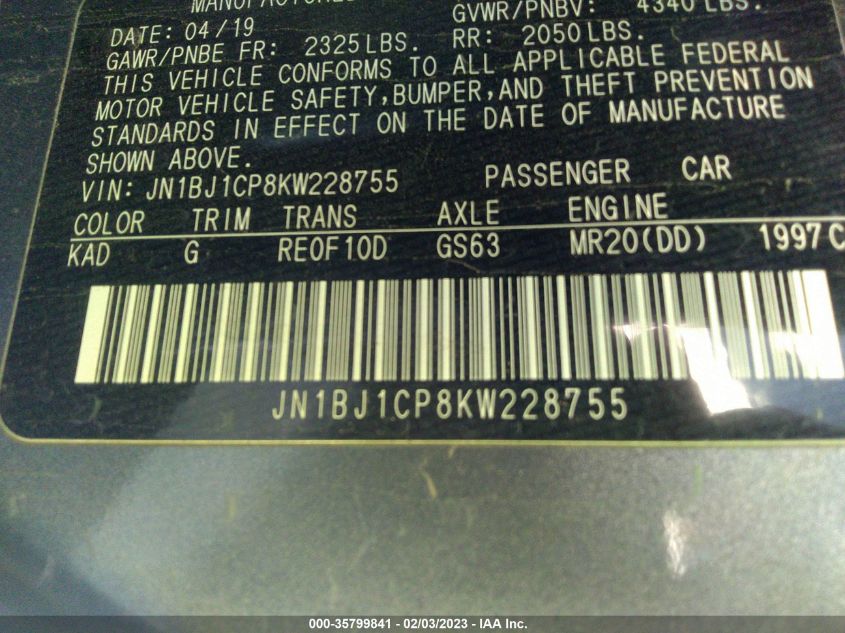 GVWR/PNBV: 4340 LBS.
DATE: 04/19
GAWR/PNBE FR: 2325 LBS. RR: 2050 LBS.
THIS VEHICLE CONFORMS TO ALL APPLICABLE FEDERAL
MOTOR VEHICLE SAFETY, BUMPER, AND THEFT PREVENTION
STANDARDS IN EFFECT ON THE DATE OF MANUFACTURE
SHOWN ABOVE.
VIN: JN1BJ1CP8KW228755 PASSENGER CAR
COLOR TRIM TRANS AXLE ENGINE
KAD G RE0F10D GS63 MR20(DD) 1997C
JN1BJ1CP8KW228755
000-35799841 - 02/03/2023 - IAA Inc.